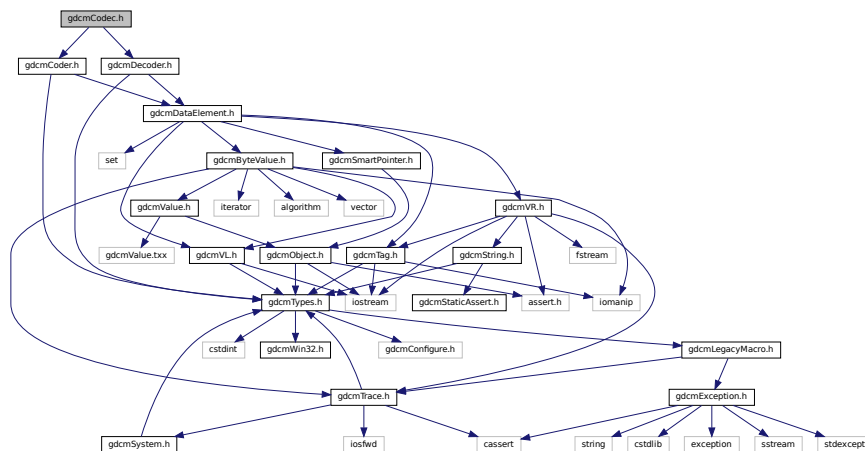 gdcmCodec.h
gdcmCoder.h
gdcmDecoder.h
gdcmDataElement.h
set
gdcmByteValue.h
gdcmSmartPointer.h
gdcmValue.h
iterator
algorithm
vector
gdcmVR.h
gdcmValue.txx
gdcmVL.h
gdcmObject.h
gdcmTag.h
gdcmString.h
fstream
gdcmTypes.h
iostream
gdcmStaticAssert.h
assert.h
iomanip
cstdint
gdcmWin32.h
gdcmConfigure.h
gdcmLegacyMacro.h
gdcmTrace.h
gdcmException.h
gdcmSystem.h
iosfwd
cassert
string
cstdlib
exception
sstream
stdexcept